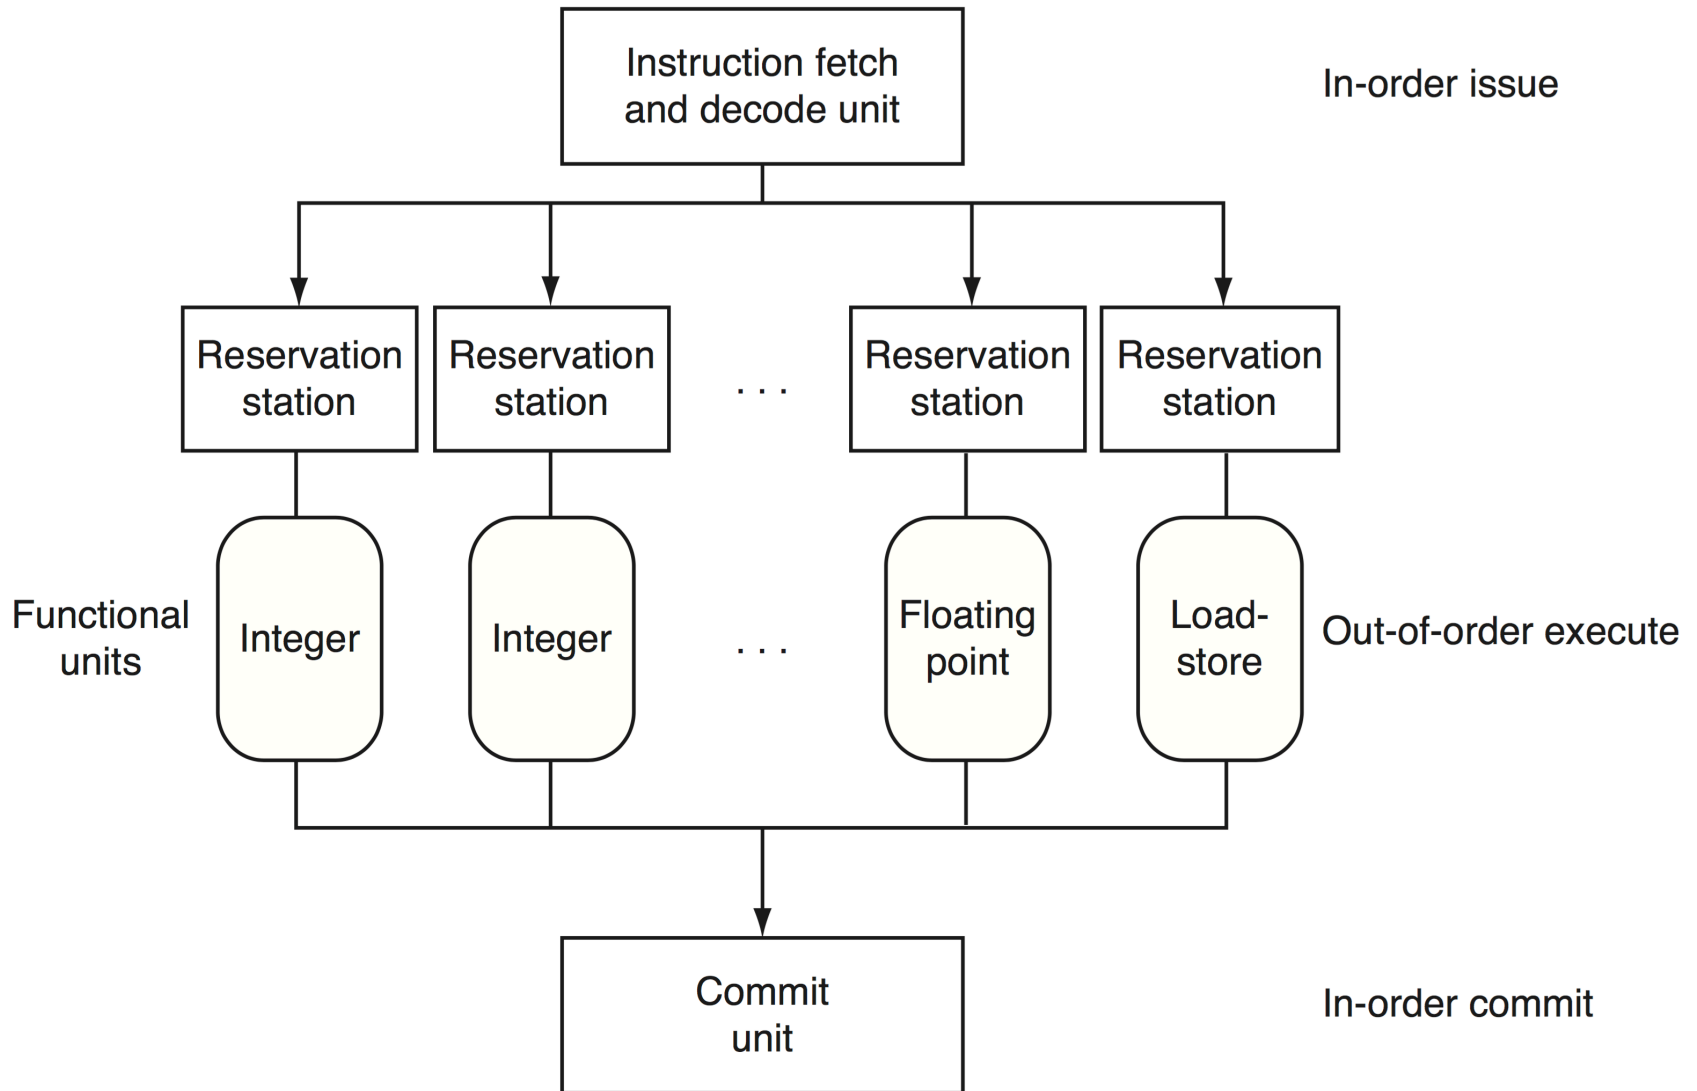 Instruction fetch
and decode unit
In-order issue
Reservation
station
Reservation
station
. . .
Reservation
station
Reservation
station
Functional
units
Integer
Integer
. . .
Floating
point
Load-
store
Out-of-order execute
Commit
unit
In-order commit